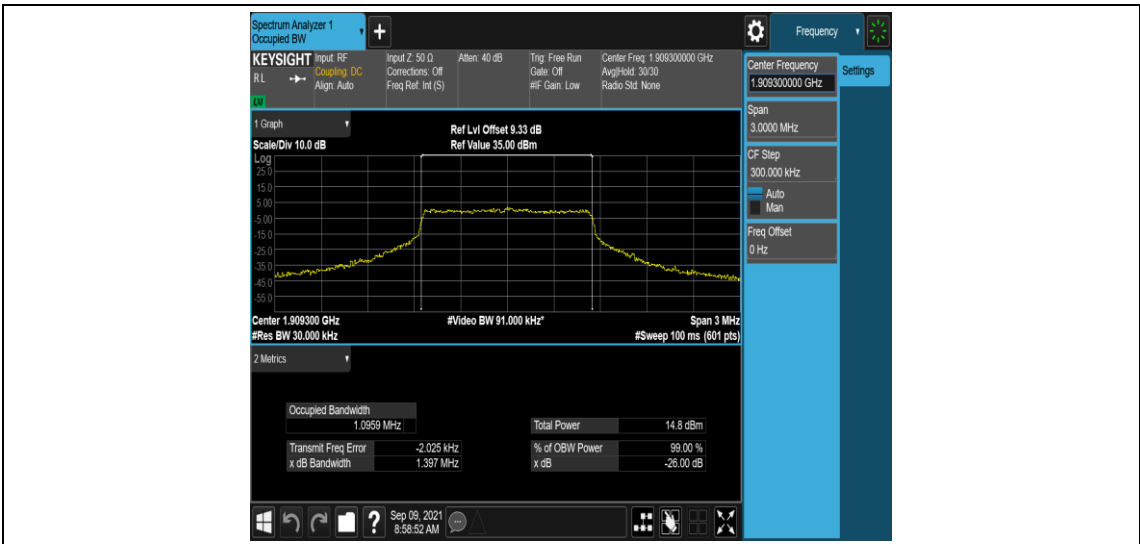 Spectrum Analyzer 1
Occupied BW
+
Frequency
KEYSIGHT Input: RF Input Z: 50 Ω Atten: 40 dB Trig: Free Run Center Freq: 1.909300000 GHz
RL Coupling: DC Corrections: Off Gate: Off Avg|Hold: 30/30
Align: Auto Freq Ref: Int (S) #IF Gain: Low Radio Std: None
Center Frequency
1.909300000 GHz
Settings
Span
3.0000 MHz
CF Step
300.000 kHz
Auto
Man
Freq Offset
0 Hz
1 Graph
Ref Lvl Offset 9.33 dB
Scale/Div 10.0 dB Ref Value 35.00 dBm
Log
25.0
15.0
5.00
-5.00
-15.0
-25.0
-35.0
-45.0
-55.0
Center 1.909300 GHz #Video BW 91.000 kHz* Span 3 MHz
#Res BW 30.000 kHz #Sweep 100 ms (601 pts)
2 Metrics
Occupied Bandwidth
1.0959 MHz
Total Power 14.8 dBm
Transmit Freq Error -2.025 kHz % of OBW Power 99.00 %
x dB Bandwidth 1.397 MHz x dB -26.00 dB
?
Sep 09, 2021
8:58:52 AM